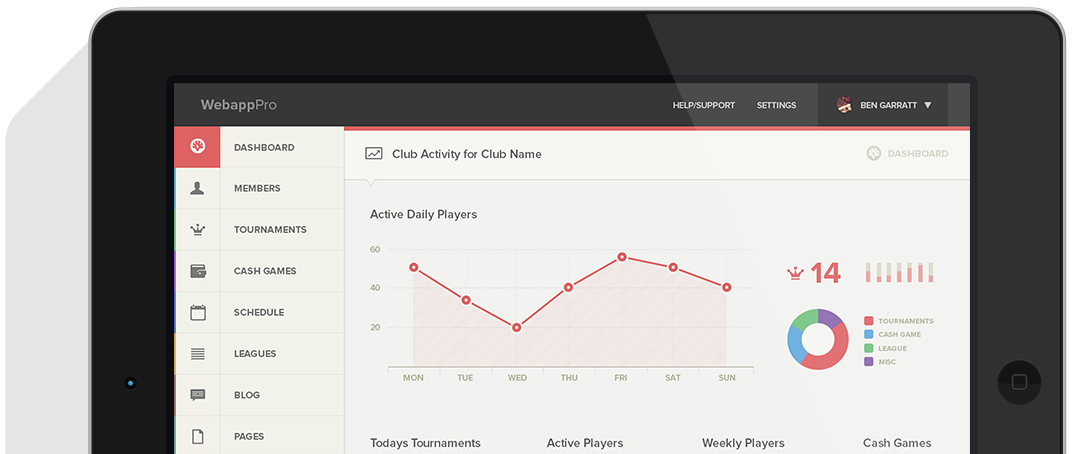 WebappPro
HELP/SUPPORT
SETTINGS
BEN GARRATT
DASHBOARD
MEMBERS
TOURNAMENTS
CASH GAMES
SCHEDULE
LEAGUES
BLOG
PAGES
Club Activity for Club Name
DASHBOARD
Active Daily Players
60
40
20
MON TUE WED THU FRI SAT SUN
14
TOURNAMENTS
CASH GAME
LEAGUE
MISC
Todays Tournaments
Active Players
Weekly Players
Cash Games